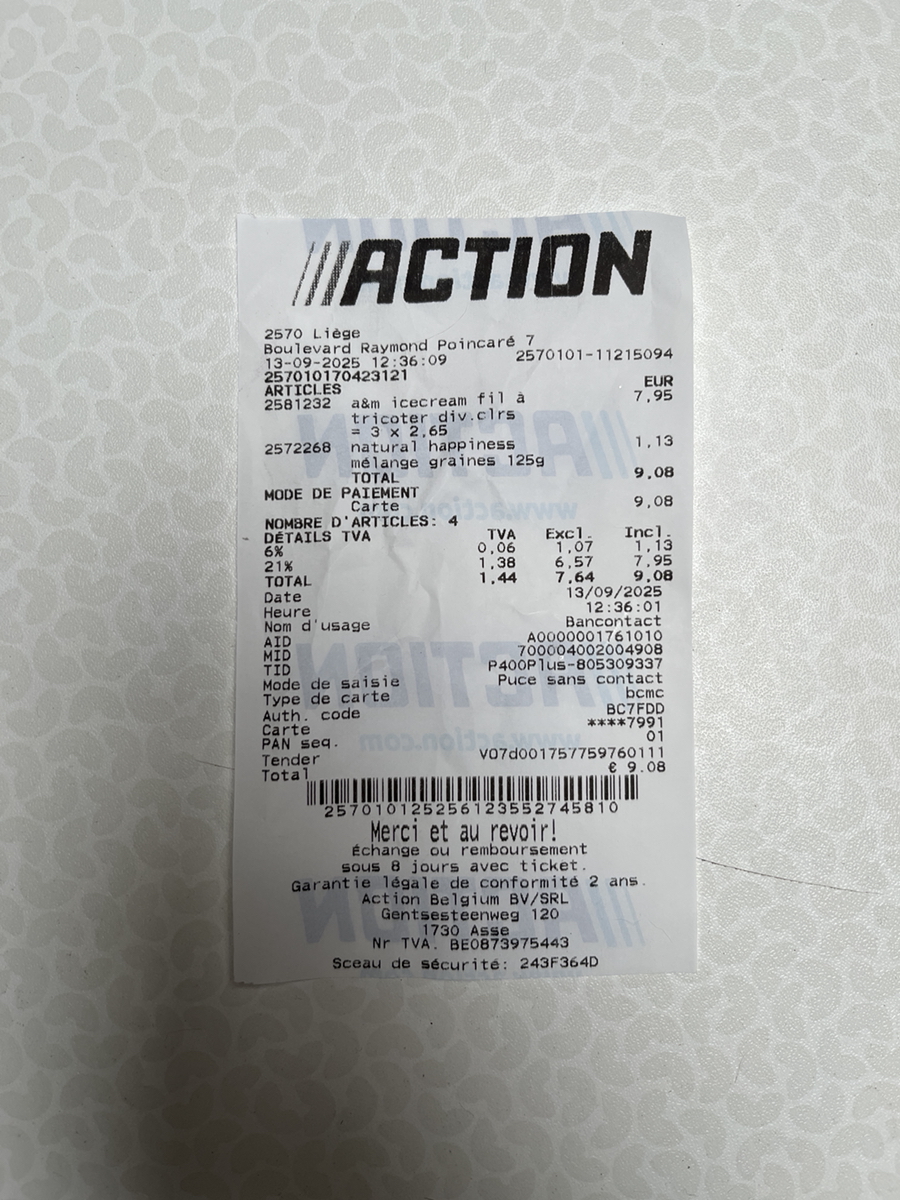 ACTION
2570 Liège
Boulevard Raymond Poincaré 7
13-09-2025 12:36:09 2570101-11215094
257010170423121
ARTICLES EUR
2581232 a&m icecream fil à 7,95
tricoter div.clrs
= 3 x 2,65
2572268 natural happiness 1,13
mélange graines 125g
TOTAL 9,08
MODE DE PAIEMENT
Carte 9,08
NOMBRE D'ARTICLES: 4
DÉTAILS TVA TVA Excl. Incl.
6% 0,06 1,07 1,13
21% 1,38 6,57 7,95
TOTAL 1,44 7,64 9,08
Date 13/09/2025
Heure 12:36:01
Nom d'usage Bancontact
AID A0000001761010
MID 700004002004908
TID P400Plus-805309337
Mode de saisie Puce sans contact
Type de carte bcmc
Auth. code BC7FDD
Carte ****7991
PAN seq. 01
Tender V07d001757759760111
Total € 9.08
257010125256123552745810
Merci et au revoir!
Échange ou remboursement
sous 8 jours avec ticket.
Garantie légale de conformité 2 ans.
Action Belgium BV/SRL
Gentsesteenweg 120
1730 Asse
Nr TVA. BE0873975443
Sceau de sécurité: 243F364D